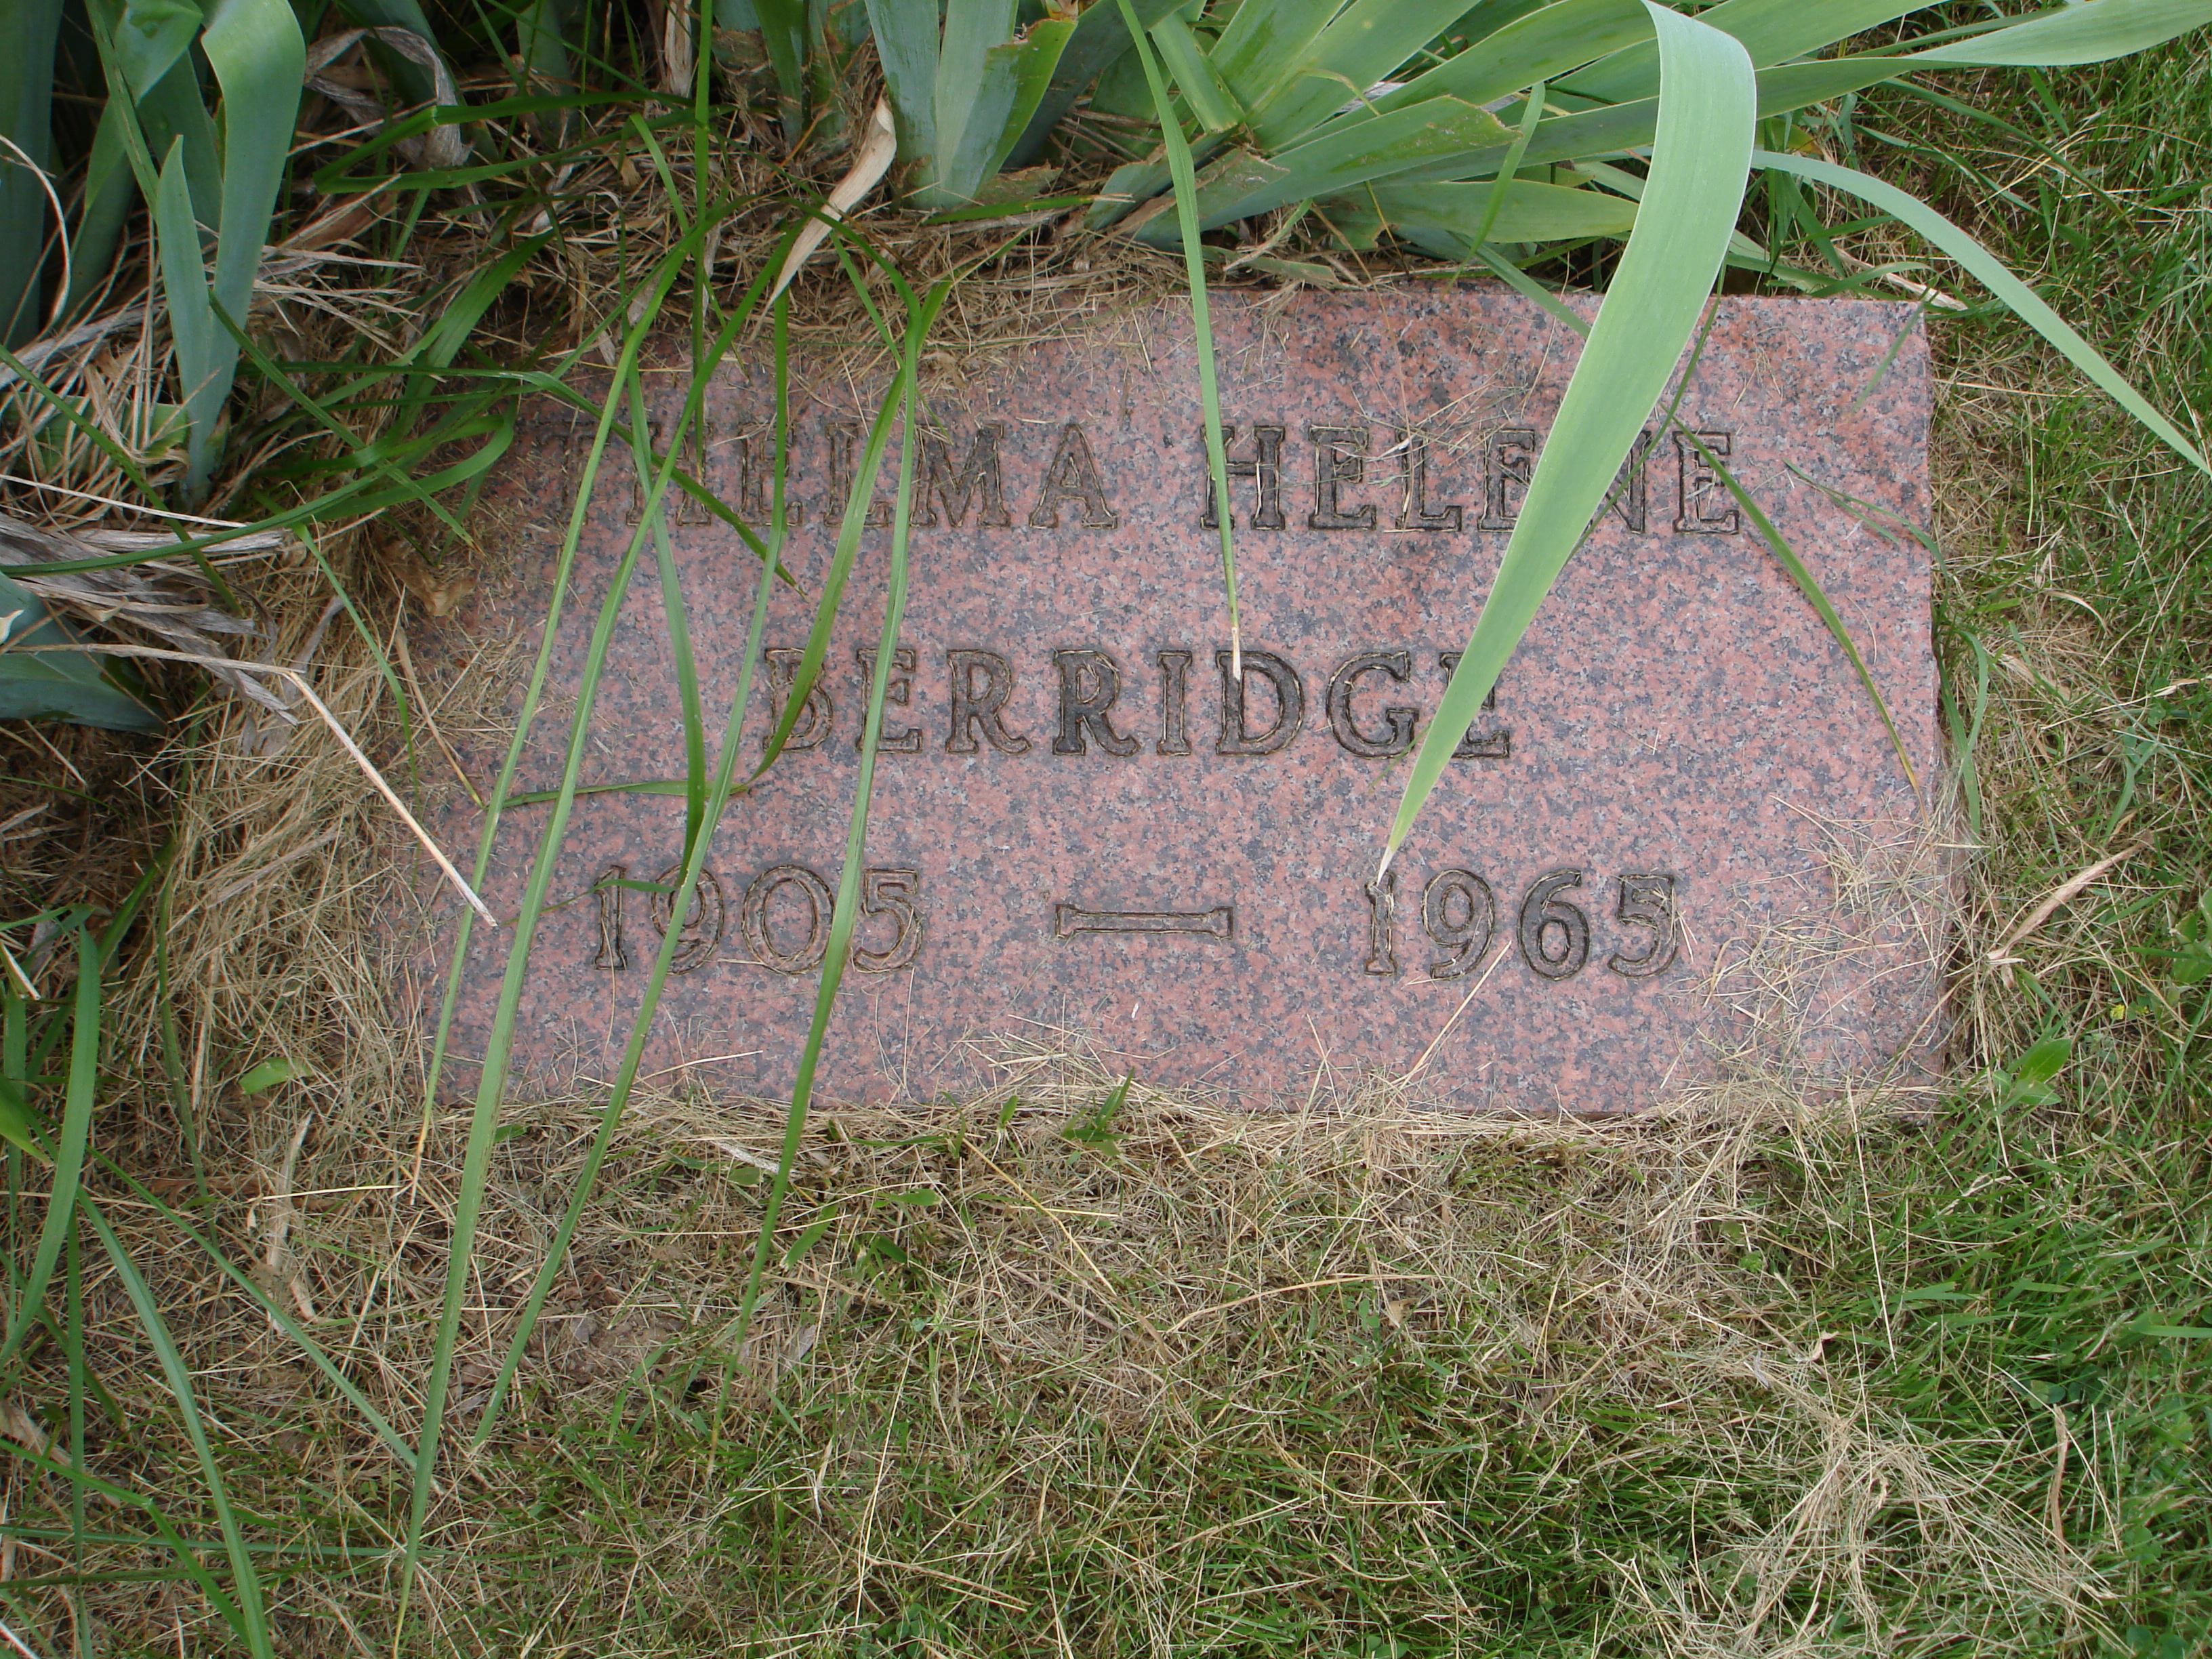 THELMA HELENE
BERRIDGE
1905 — 1965